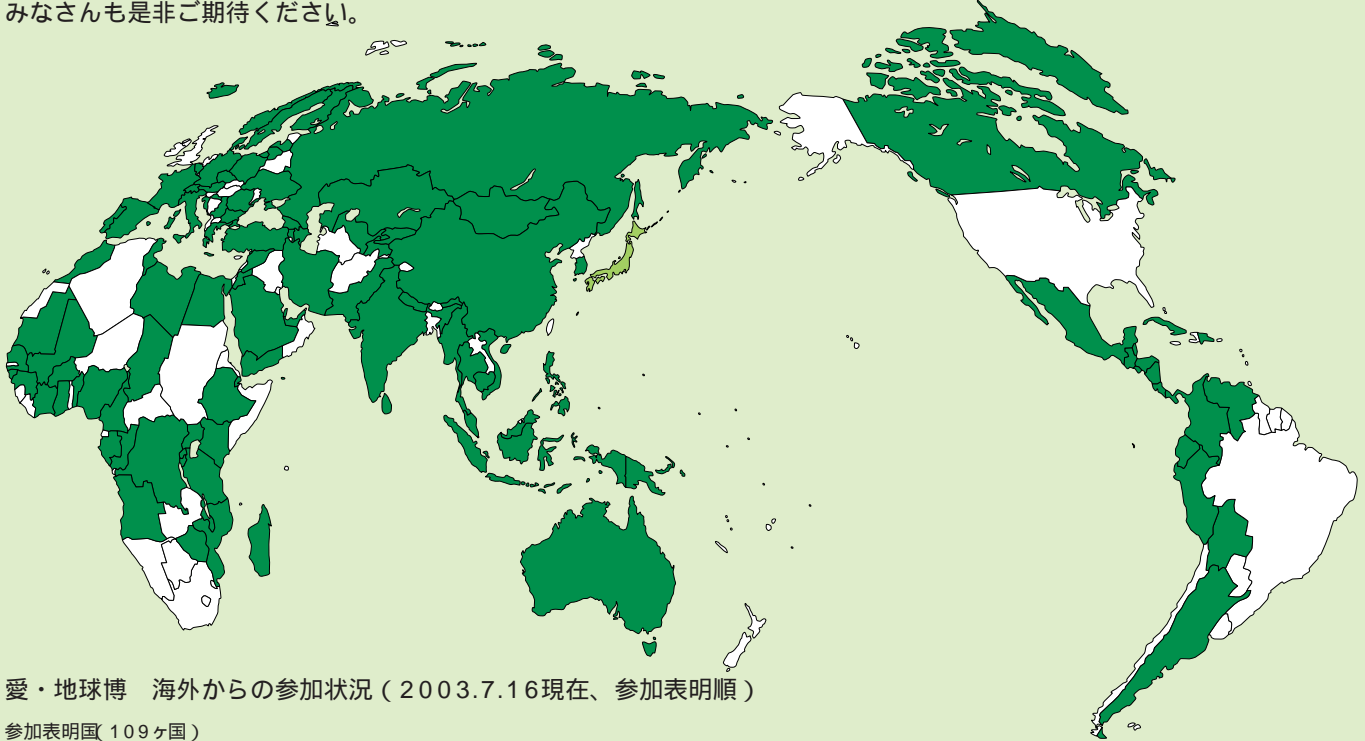 みなさんも是非ご期待ください。
愛・地球博　海外からの参加状況（２００３.７.１６現在、参加表明順）
参加表明国（１０９ヶ国）